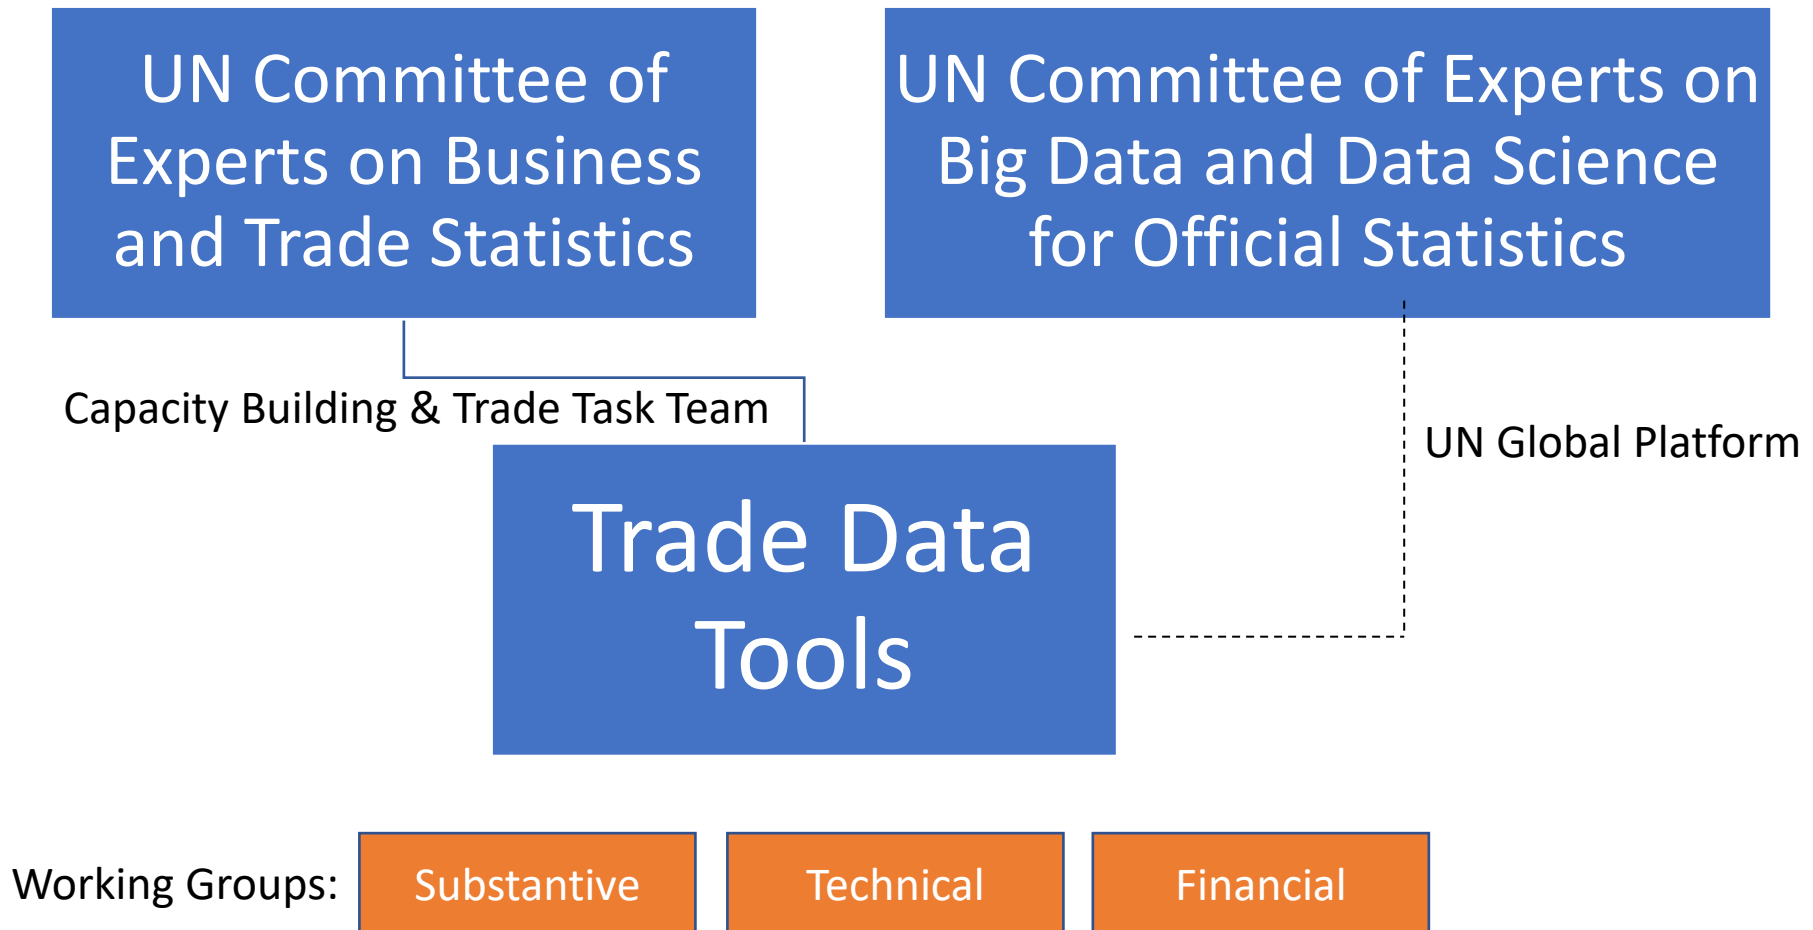 UN Committee of
Experts on Business
and Trade Statistics
UN Committee of Experts on
Big Data and Data Science
for Official Statistics
Capacity Building & Trade Task Team
UN Global Platform
Trade Data
Tools
Working Groups:
Substantive
Technical
Financial